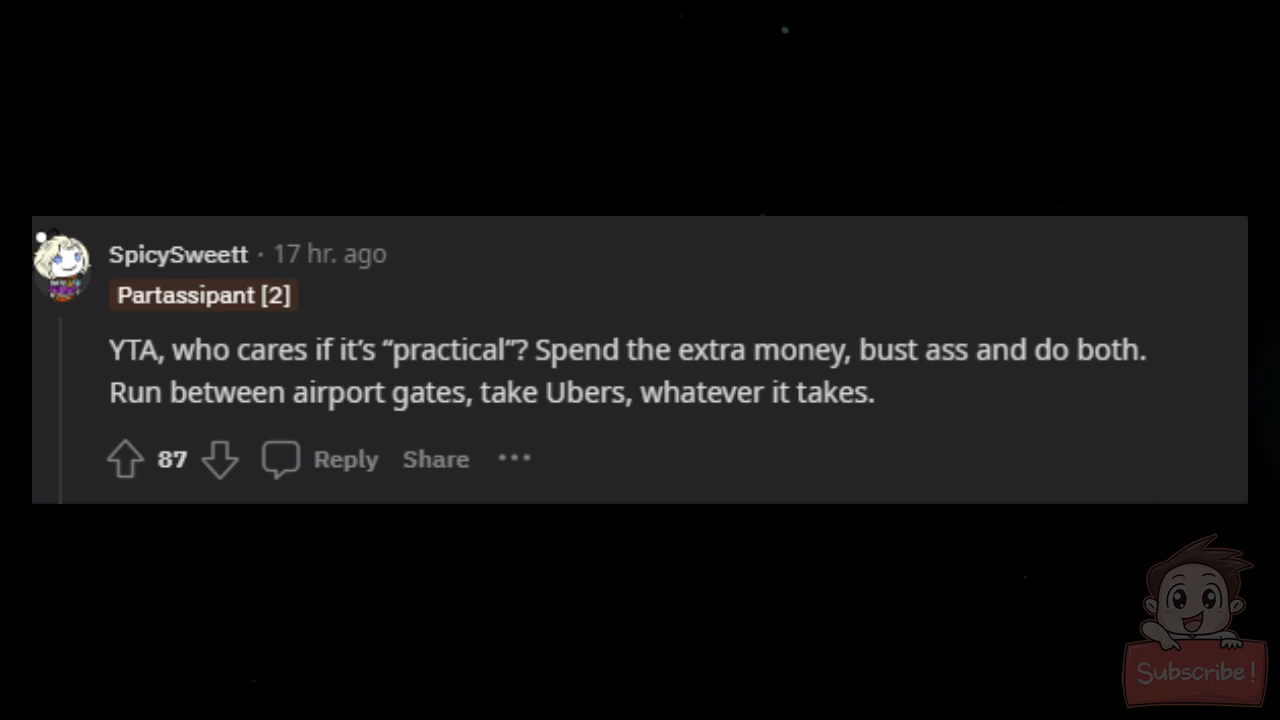 SpicySweett · 17 hr. ago
Partassipant [2]
YTA, who cares if it’s “practical”? Spend the extra money, bust ass and do both.
Run between airport gates, take Ubers, whatever it takes.
87 Reply Share •••
Subscribe!